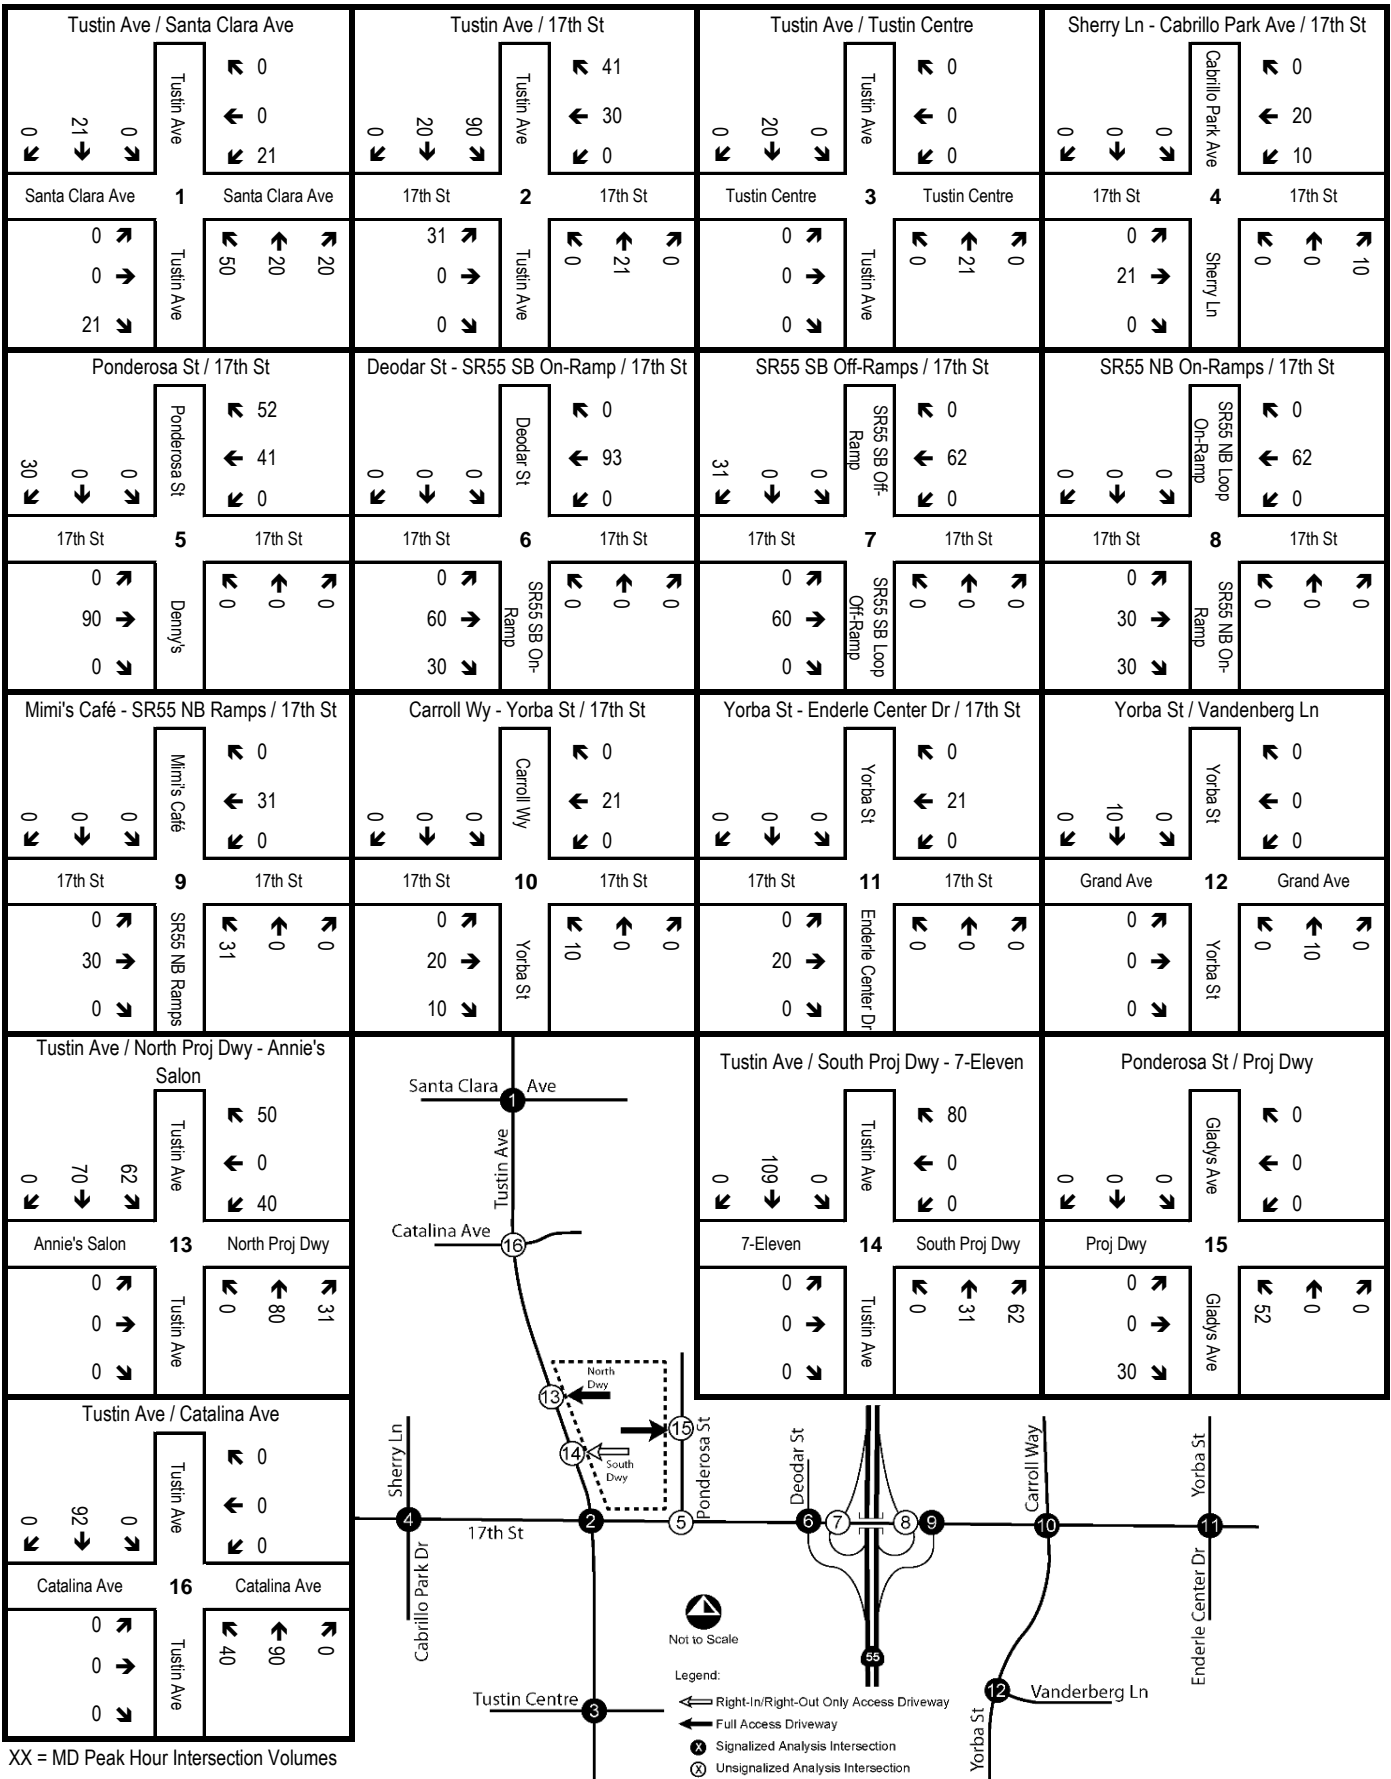 Tustin Ave / Santa Clara Ave
Tustin Ave
0
0
21
0
21
0
Santa Clara Ave
1
Santa Clara Ave
0
0
21
Tustin Ave
50
20
20
Tustin Ave / 17th St
Tustin Ave
41
30
0
0
20
90
17th St
2
17th St
31
0
0
Tustin Ave
0
21
0
Tustin Ave / Tustin Centre
Tustin Ave
0
0
0
0
20
0
Tustin Centre
3
Tustin Centre
0
0
0
Tustin Ave
0
21
0
Sherry Ln - Cabrillo Park Ave / 17th St
Cabrillo Park Ave
0
20
10
0
0
0
17th St
4
17th St
0
21
0
Sherry Ln
0
0
10
Ponderosa St / 17th St
Ponderosa St
52
41
0
30
0
0
17th St
5
17th St
0
90
0
Denny's
0
0
0
Deodar St - SR55 SB On-Ramp / 17th St
Deodar St
0
93
0
0
0
0
17th St
6
17th St
0
60
30
SR55 SB On-
Ramp
0
0
0
SR55 SB Off-Ramps / 17th St
SR55 SB Off-
Ramp
0
62
0
31
0
0
17th St
7
17th St
0
60
0
SR55 SB Loop
Off-Ramp
0
0
0
SR55 NB On-Ramps / 17th St
SR55 NB Loop
On-Ramp
0
62
0
0
0
0
17th St
8
17th St
0
30
30
SR55 NB On-
Ramp
0
0
0
Mimi's Café - SR55 NB Ramps / 17th St
Mimi's Café
0
31
0
0
0
0
17th St
9
17th St
0
30
0
SR55 NB Ramps
31
0
0
Carroll Wy - Yorba St / 17th St
Carroll Wy
0
21
0
0
0
0
17th St
10
17th St
0
20
10
Yorba St
10
0
0
Yorba St - Enderle Center Dr / 17th St
Yorba St
0
21
0
0
0
0
17th St
11
17th St
0
20
0
Enderle Center Dr
0
0
0
Yorba St / Vandenberg Ln
Yorba St
0
0
0
0
10
0
Grand Ave
12
Grand Ave
0
0
0
Yorba St
0
10
0
Tustin Ave / North Proj Dwy - Annie's
Salon
Tustin Ave
50
0
40
0
70
62
Annie's Salon
13
North Proj Dwy
0
0
0
Tustin Ave
0
80
31
Tustin Ave / South Proj Dwy - 7-Eleven
Tustin Ave
80
0
0
0
109
0
7-Eleven
14
South Proj Dwy
0
0
0
Tustin Ave
0
31
62
Ponderosa St / Proj Dwy
Gladys Ave
0
0
0
0
0
0
Proj Dwy
15
0
0
30
Gladys Ave
52
0
0
Tustin Ave / Catalina Ave
Tustin Ave
0
0
0
0
92
0
Catalina Ave
16
Catalina Ave
0
0
0
Tustin Ave
40
90
0
Santa Clara Ave
1
Tustin Ave
Catalina Ave
16
North
Dwy
13
15
14
South
Dwy
Ponderosa St
Sherry Ln
Deodar St
Carroll Way
Yorba St
4
2
5
6
7
8
9
10
11
17th St
Cabrillo Park Dr
Enderle Center Dr
Not to Scale
55
Tustin Centre
3
12
Vanderberg Ln
Yorba St
Legend:
Right-In/Right-Out Only Access Driveway
Full Access Driveway
X Signalized Analysis Intersection
X Unsignalized Analysis Intersection
XX = MD Peak Hour Intersection Volumes